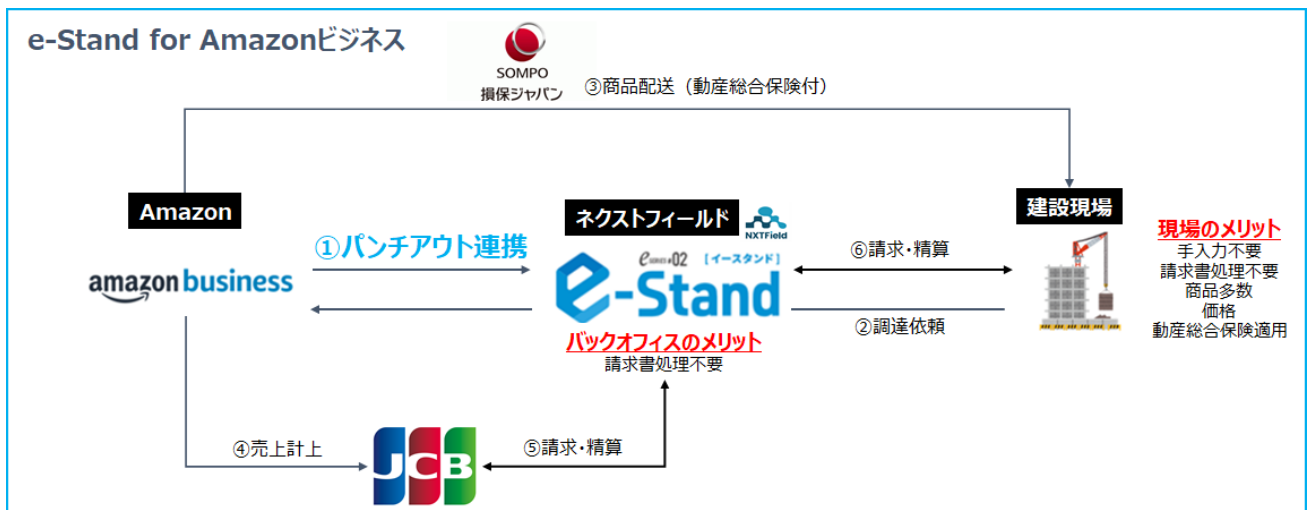 e-Stand for Amazonビジネス
SOMPO
損保ジャパン
③商品配送（動産総合保険付）
Amazon
ネクストフィールド
NXTField
建設現場
①パンチアウト連携
amazon business
e SERIES #02 [イースタンド]
e-Stand
⑥請求・精算
②調達依頼
現場のメリット
手入力不要
請求書処理不要
商品多数
価格
動産総合保険適用
バックオフィスのメリット
請求書処理不要
④売上計上
JCB
⑤請求・精算